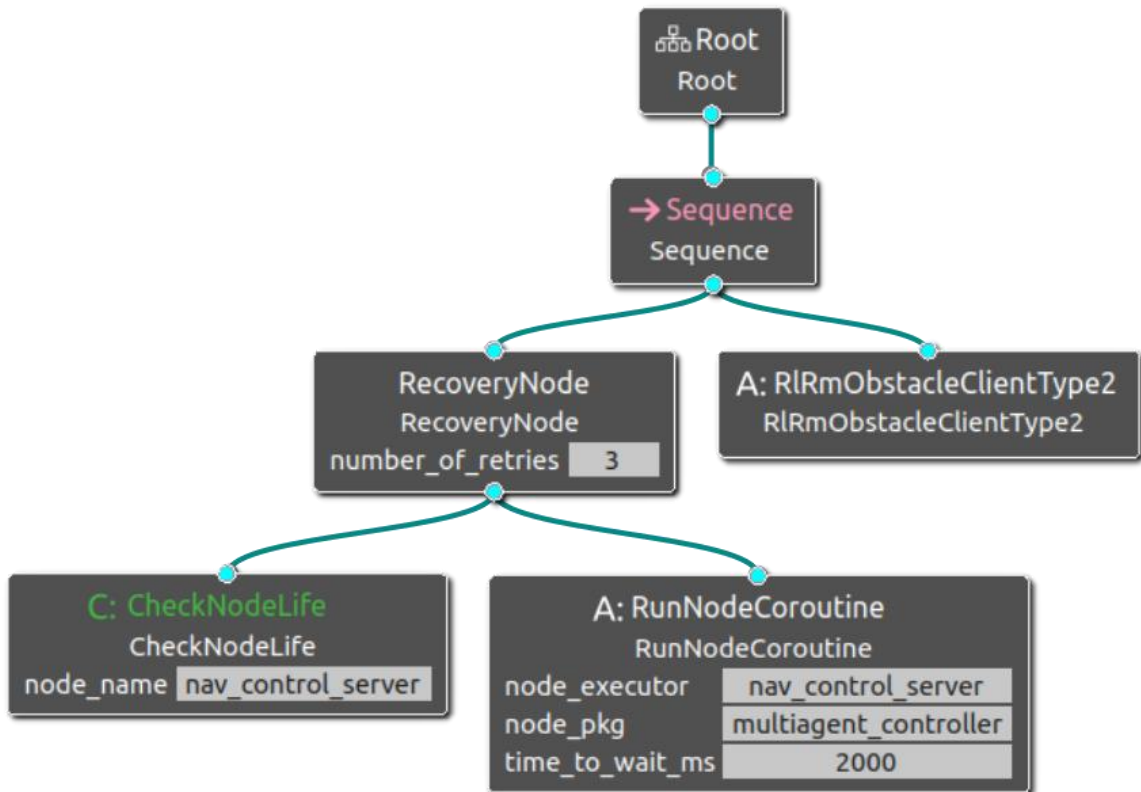 Root
Root
→ Sequence
Sequence
RecoveryNode
RecoveryNode
number_of_retries 3
A: RlRmObstacleClientType2
RlRmObstacleClientType2
C: CheckNodeLife
CheckNodeLife
node_name nav_control_server
A: RunNodeCoroutine
RunNodeCoroutine
node_executor nav_control_server
node_pkg multiagent_controller
time_to_wait_ms 2000